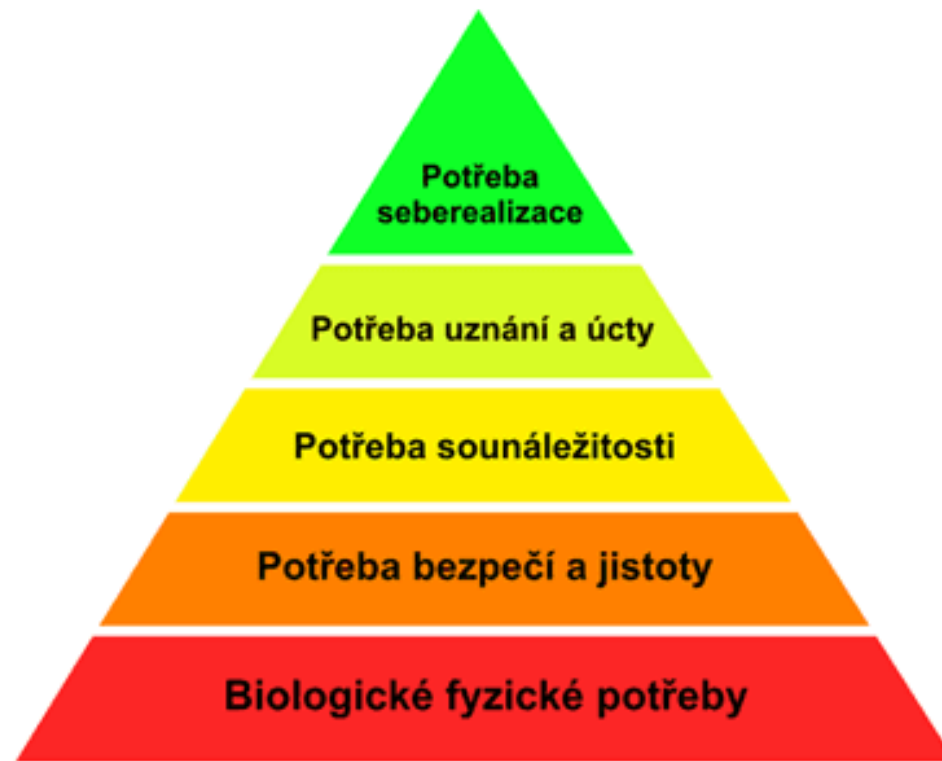 Potřeba
seberealizace
Potřeba uznání a úcty
Potřeba sounáležitosti
Potřeba bezpečí a jistoty
Biologické fyzické potřeby